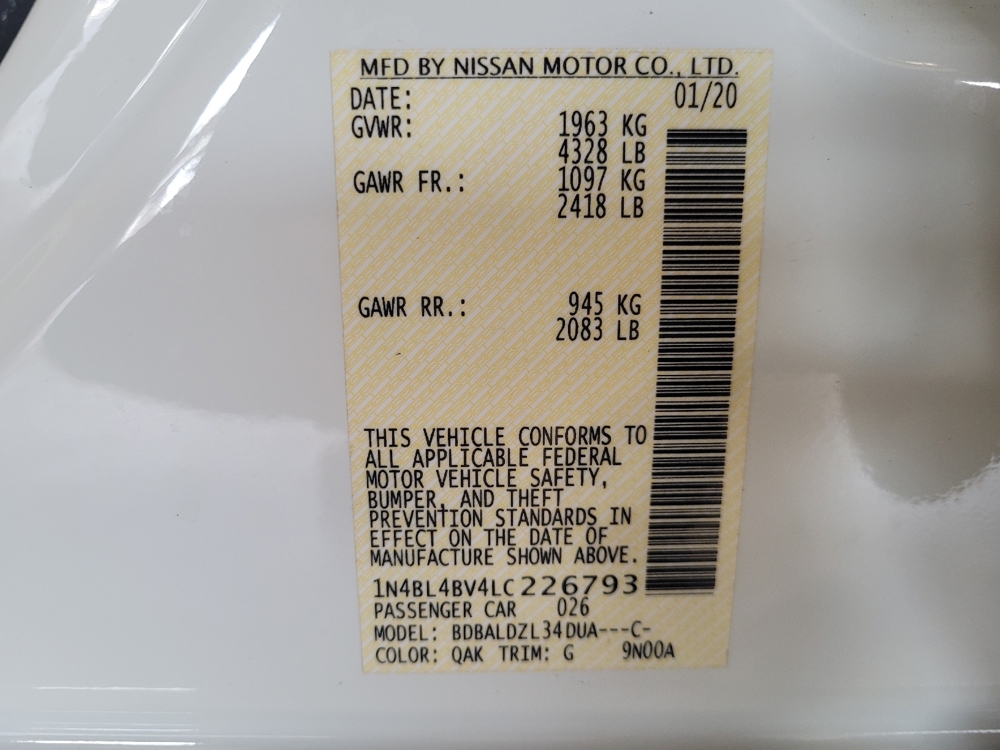 MFD BY NISSAN MOTOR CO., LTD.
DATE: 01/20
GVWR: 1963 KG
4328 LB
GAWR FR.: 1097 KG
2418 LB
GAWR RR.: 945 KG
2083 LB
THIS VEHICLE CONFORMS TO
ALL APPLICABLE FEDERAL
MOTOR VEHICLE SAFETY,
BUMPER, AND THEFT
PREVENTION STANDARDS IN
EFFECT ON THE DATE OF
MANUFACTURE SHOWN ABOVE.
1N4BL4BV4LC226793
PASSENGER CAR 026
MODEL: BDBALDZL34DUA---C-
COLOR: QAK TRIM: G 9N00A